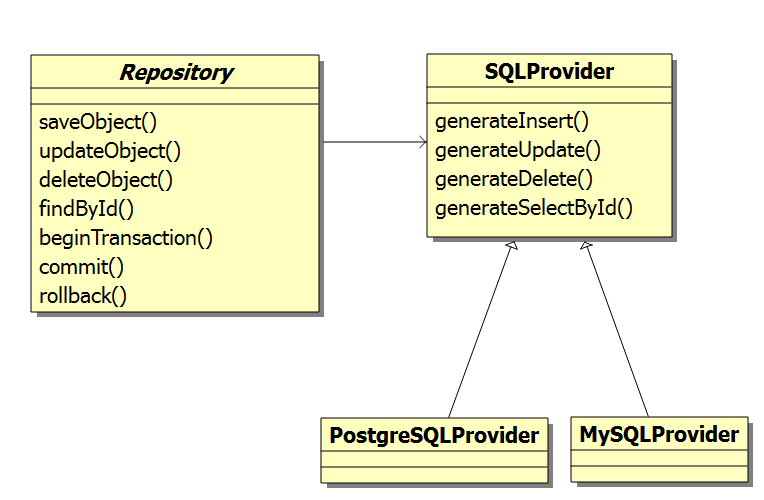 Repository
saveObject()
updateObject()
deleteObject()
findById()
beginTransaction()
commit()
rollback()
SQLProvider
generateInsert()
generateUpdate()
generateDelete()
generateSelectById()
PostgreSQLProvider
MySQLProvider